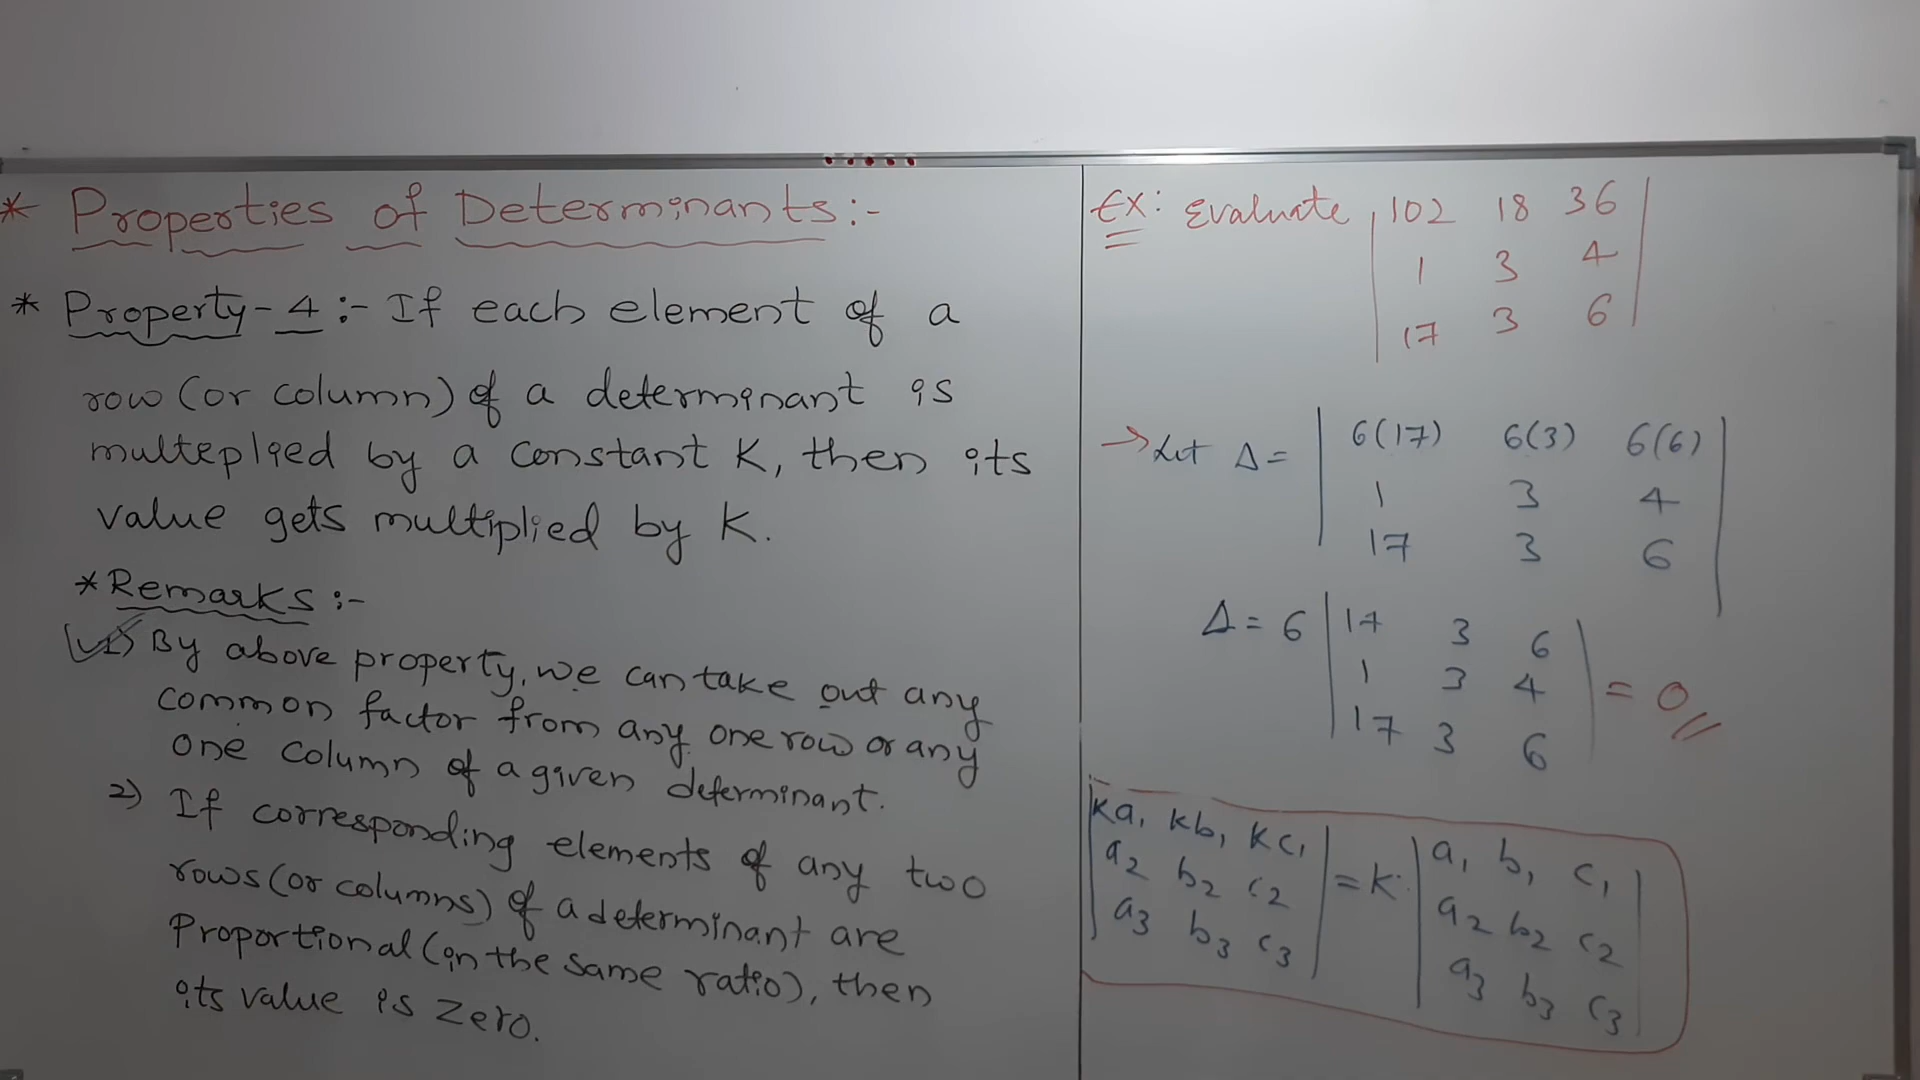 * Properties of Determinants:-
* Property-4:- If each element of a
row (or column) of a determinant is
multeplied by a constant K, then its
value gets multiplied by K.
* Remarks:-
1) By above property, we can take out any
common factor from any one row or any
one column of a given determinant.
2) If corresponding elements of any two
rows (or columns) of a determinant are
Proportional (in the same ratio), then
its value is Zero.
Ex: Evaluate | 102 18 36 |
1 3 4
17 3 6
→ Let Δ = | 6(17) 6(3) 6(6) |
1 3 4
17 3 6
Δ = 6 | 17 3 6 |
1 3 4 = 0
17 3 6
| ka₁ kb₁ kc₁ | | a₁ b₁ c₁ |
a₂ b₂ c₂ = K. a₂ b₂ c₂
a₃ b₃ c₃ a₃ b₃ c₃